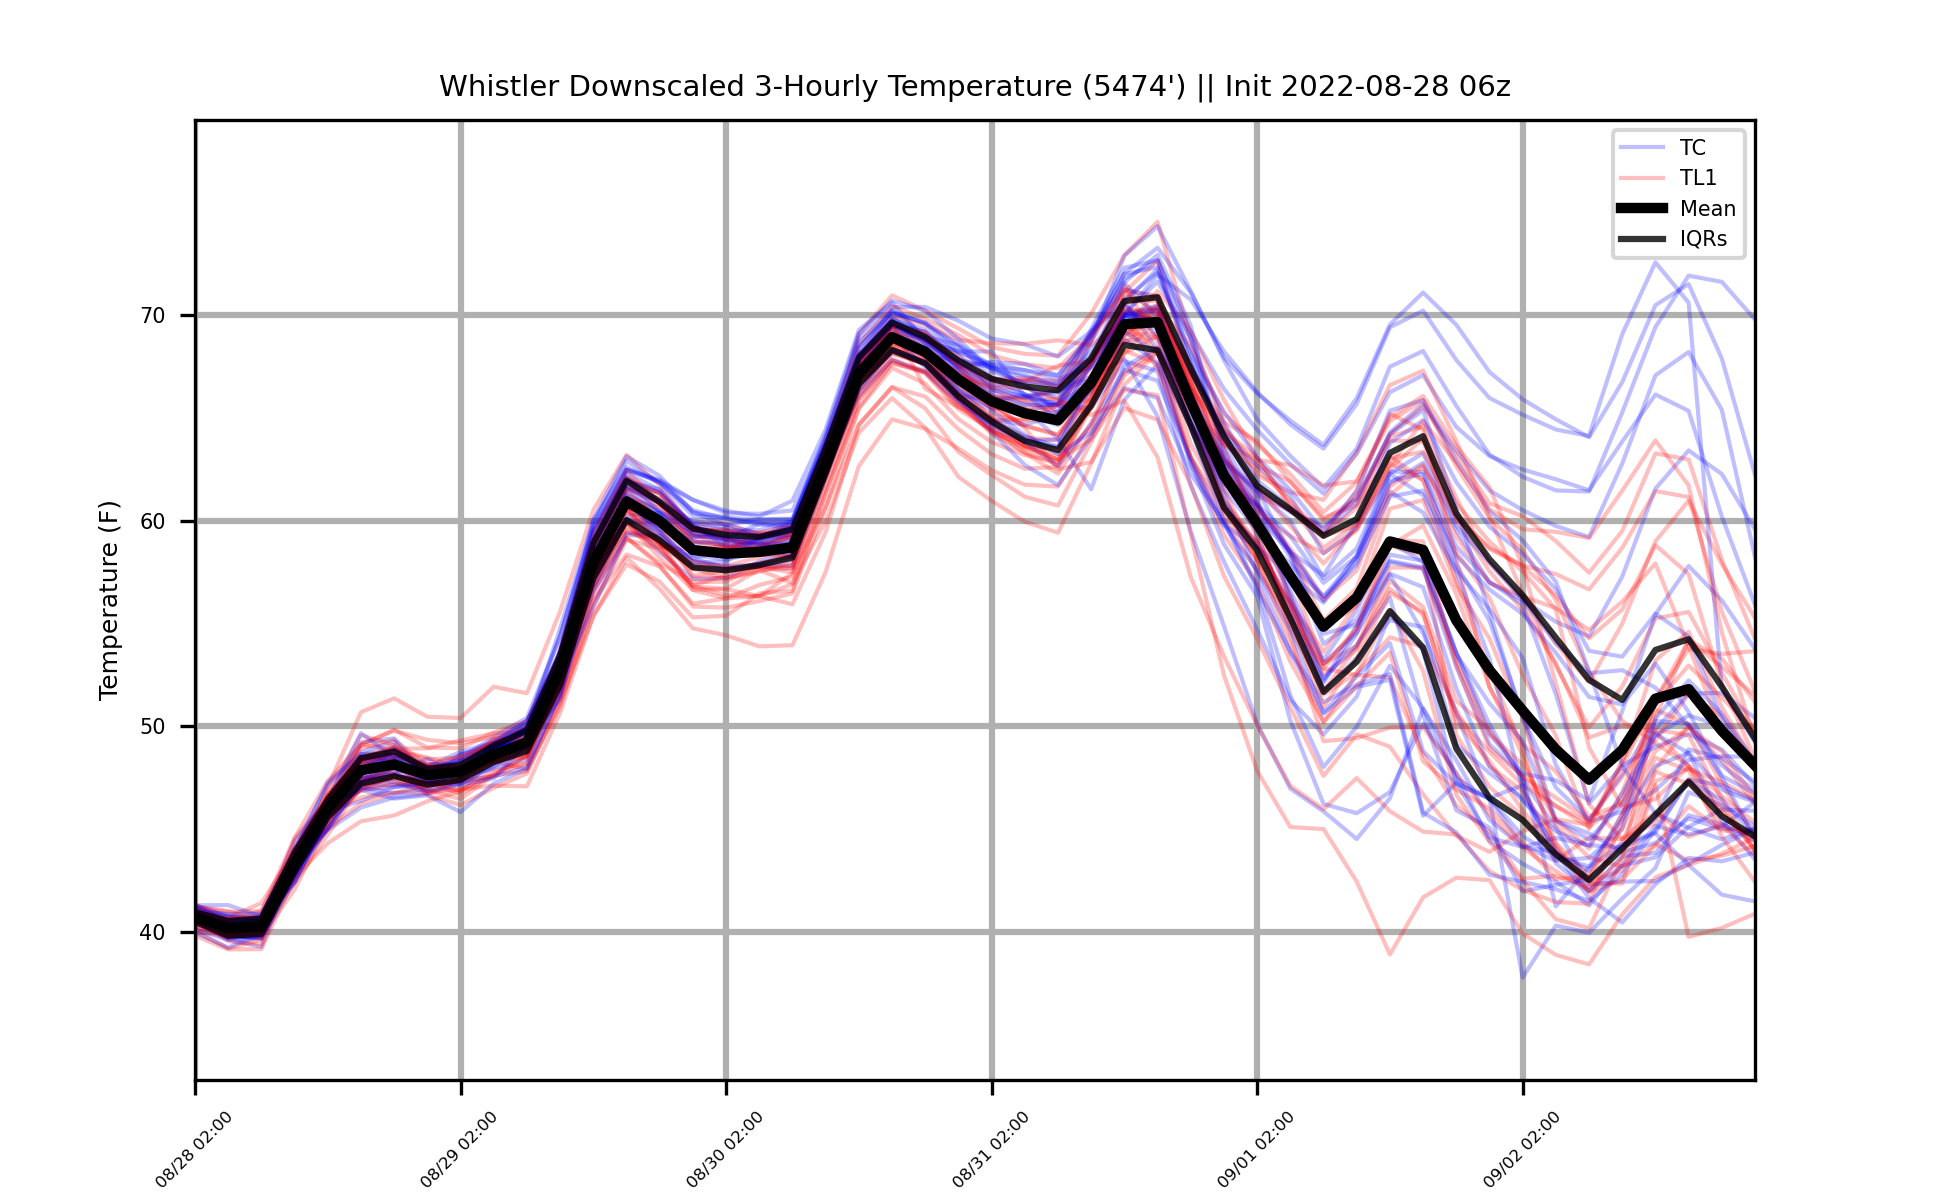 Whistler Downscaled 3-Hourly Temperature (5474') || Init 2022-08-28 06z
TC
TL1
Mean
IQRs
Temperature (F)
70
60
50
40
08/28 02:00
08/29 02:00
08/30 02:00
08/31 02:00
09/01 02:00
09/02 02:00